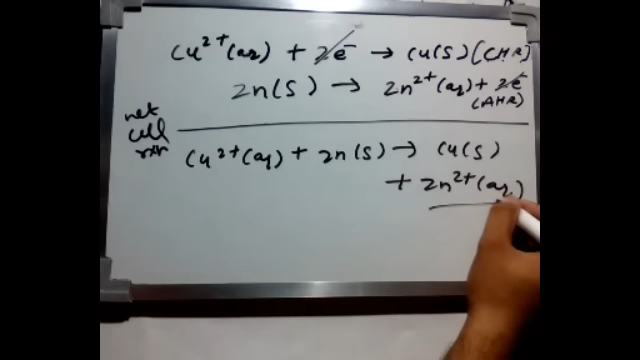 Cu²⁺(aq) + 2e⁻ → Cu(s)(CHR)
Zn(s) → Zn²⁺(aq) + 2e⁻
(AHR)
net
cell
rxn
Cu²⁺(aq) + Zn(s) → Cu(s)
+ Zn²⁺(aq)